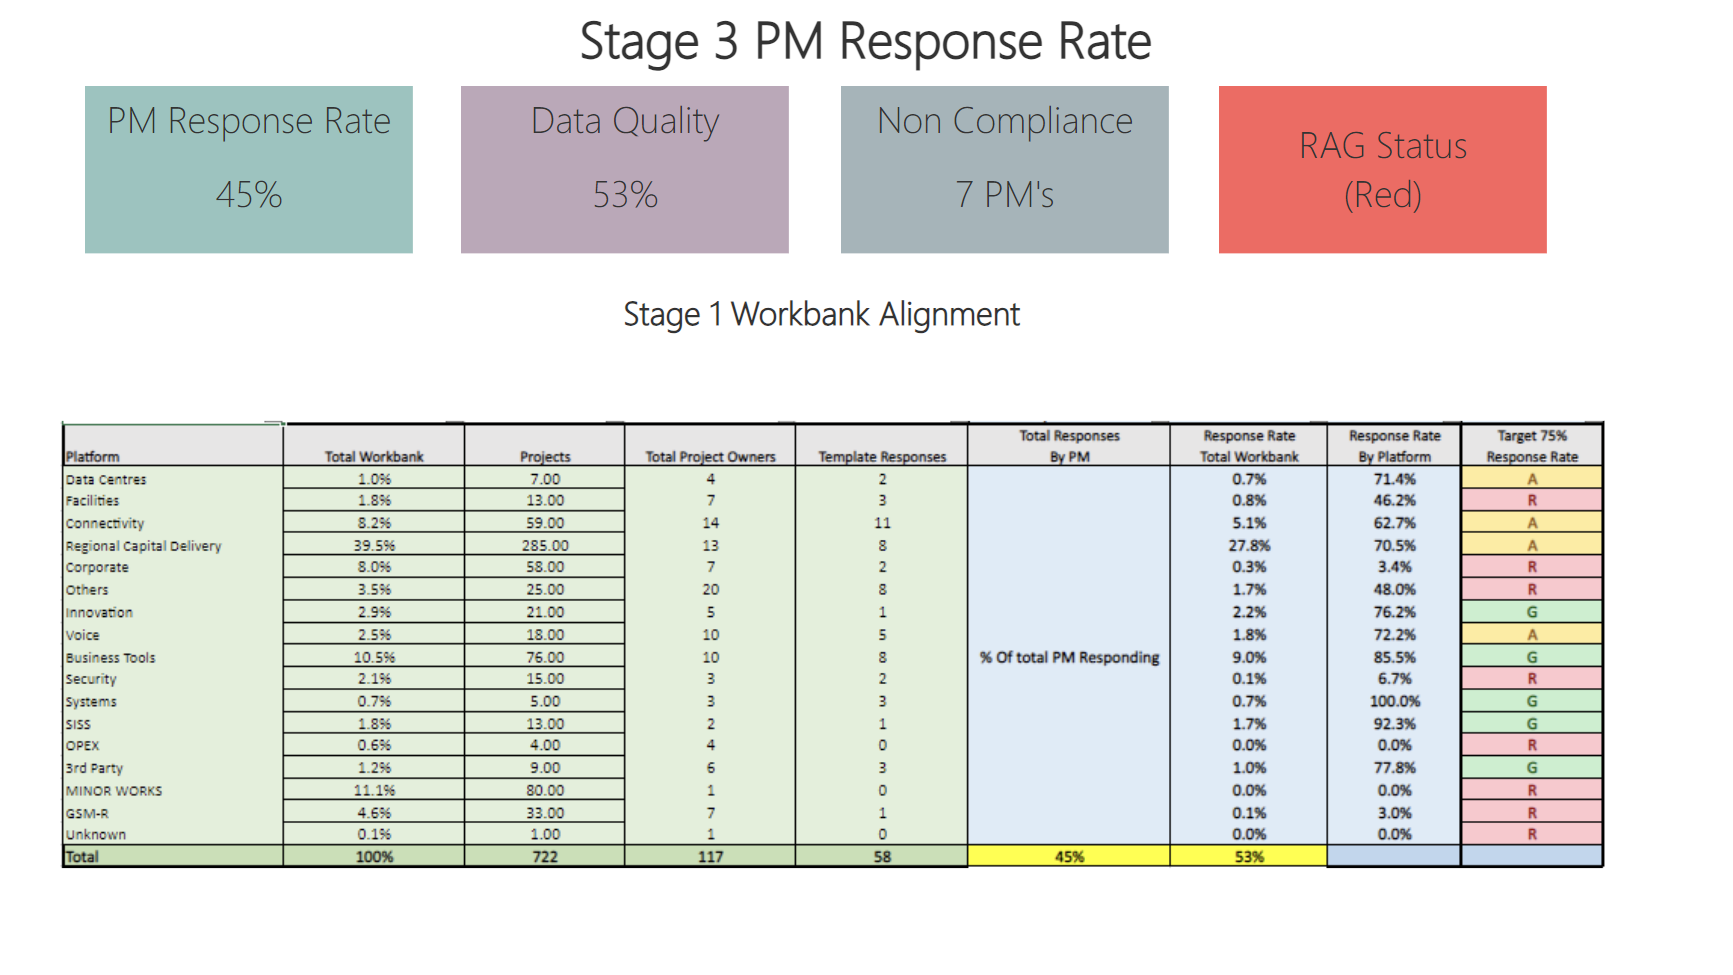 Stage 3 PM Response Rate
PM Response Rate
45%
Data Quality
53%
Non Compliance
7 PM's
RAG Status
(Red)
Stage 1 Workbank Alignment
Platform Total Workbank Projects Total Project Owners Template Responses Total Responses By PM Response Rate Total Workbank Response Rate By Platform Target 75% Response Rate
Data Centres 1.0% 7.00 4 2 0.7% 71.4% A
Facilities 1.8% 13.00 7 3 0.8% 46.2% R
Connectivity 8.2% 59.00 14 11 5.1% 62.7% A
Regional Capital Delivery 39.5% 285.00 13 8 27.8% 70.5% A
Corporate 8.0% 58.00 7 2 0.3% 3.4% R
Others 3.5% 25.00 20 8 1.7% 48.0% R
Innovation 2.9% 21.00 5 1 2.2% 76.2% G
Voice 2.5% 18.00 10 5 1.8% 72.2% A
Business Tools 10.5% 76.00 10 8 % Of total PM Responding 9.0% 85.5% G
Security 2.1% 15.00 3 2 0.1% 6.7% R
Systems 0.7% 5.00 3 3 0.7% 100.0% G
SISS 1.8% 13.00 2 1 1.7% 92.3% G
OPEX 0.6% 4.00 4 0 0.0% 0.0% R
3rd Party 1.2% 9.00 6 3 1.0% 77.8% G
MINOR WORKS 11.1% 80.00 1 0 0.0% 0.0% R
GSM-R 4.6% 33.00 7 1 0.1% 3.0% R
Unknown 0.1% 1.00 1 0 0.0% 0.0% R
Total 100% 722 117 58 45% 53%